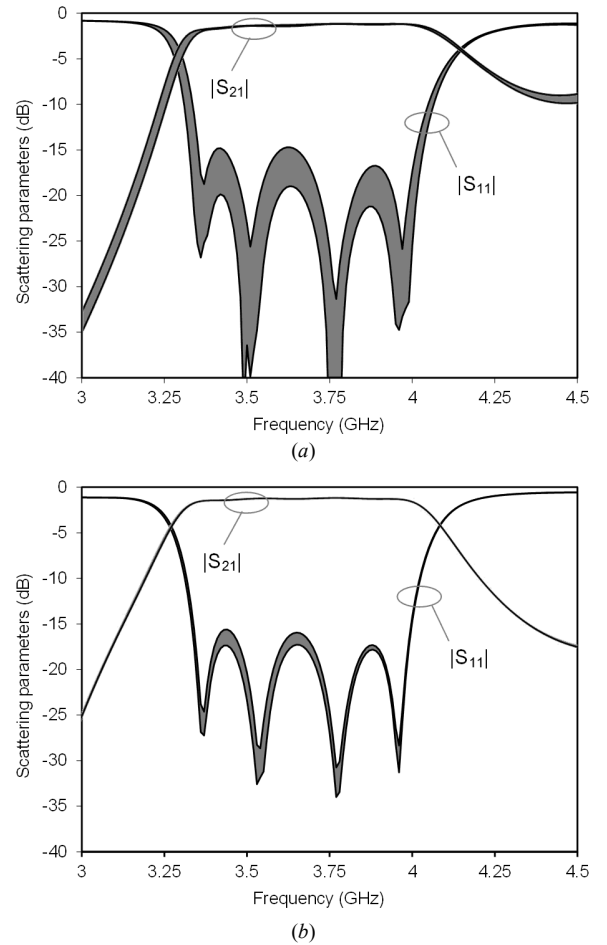 0
-5
-10
-15
-20
-25
-30
-35
-40
Scattering parameters (dB)
|S21|
|S11|
3 3.25 3.5 3.75 4 4.25 4.5
Frequency (GHz)
(a)
0
-5
-10
-15
-20
-25
-30
-35
-40
Scattering parameters (dB)
|S21|
|S11|
3 3.25 3.5 3.75 4 4.25 4.5
Frequency (GHz)
(b)